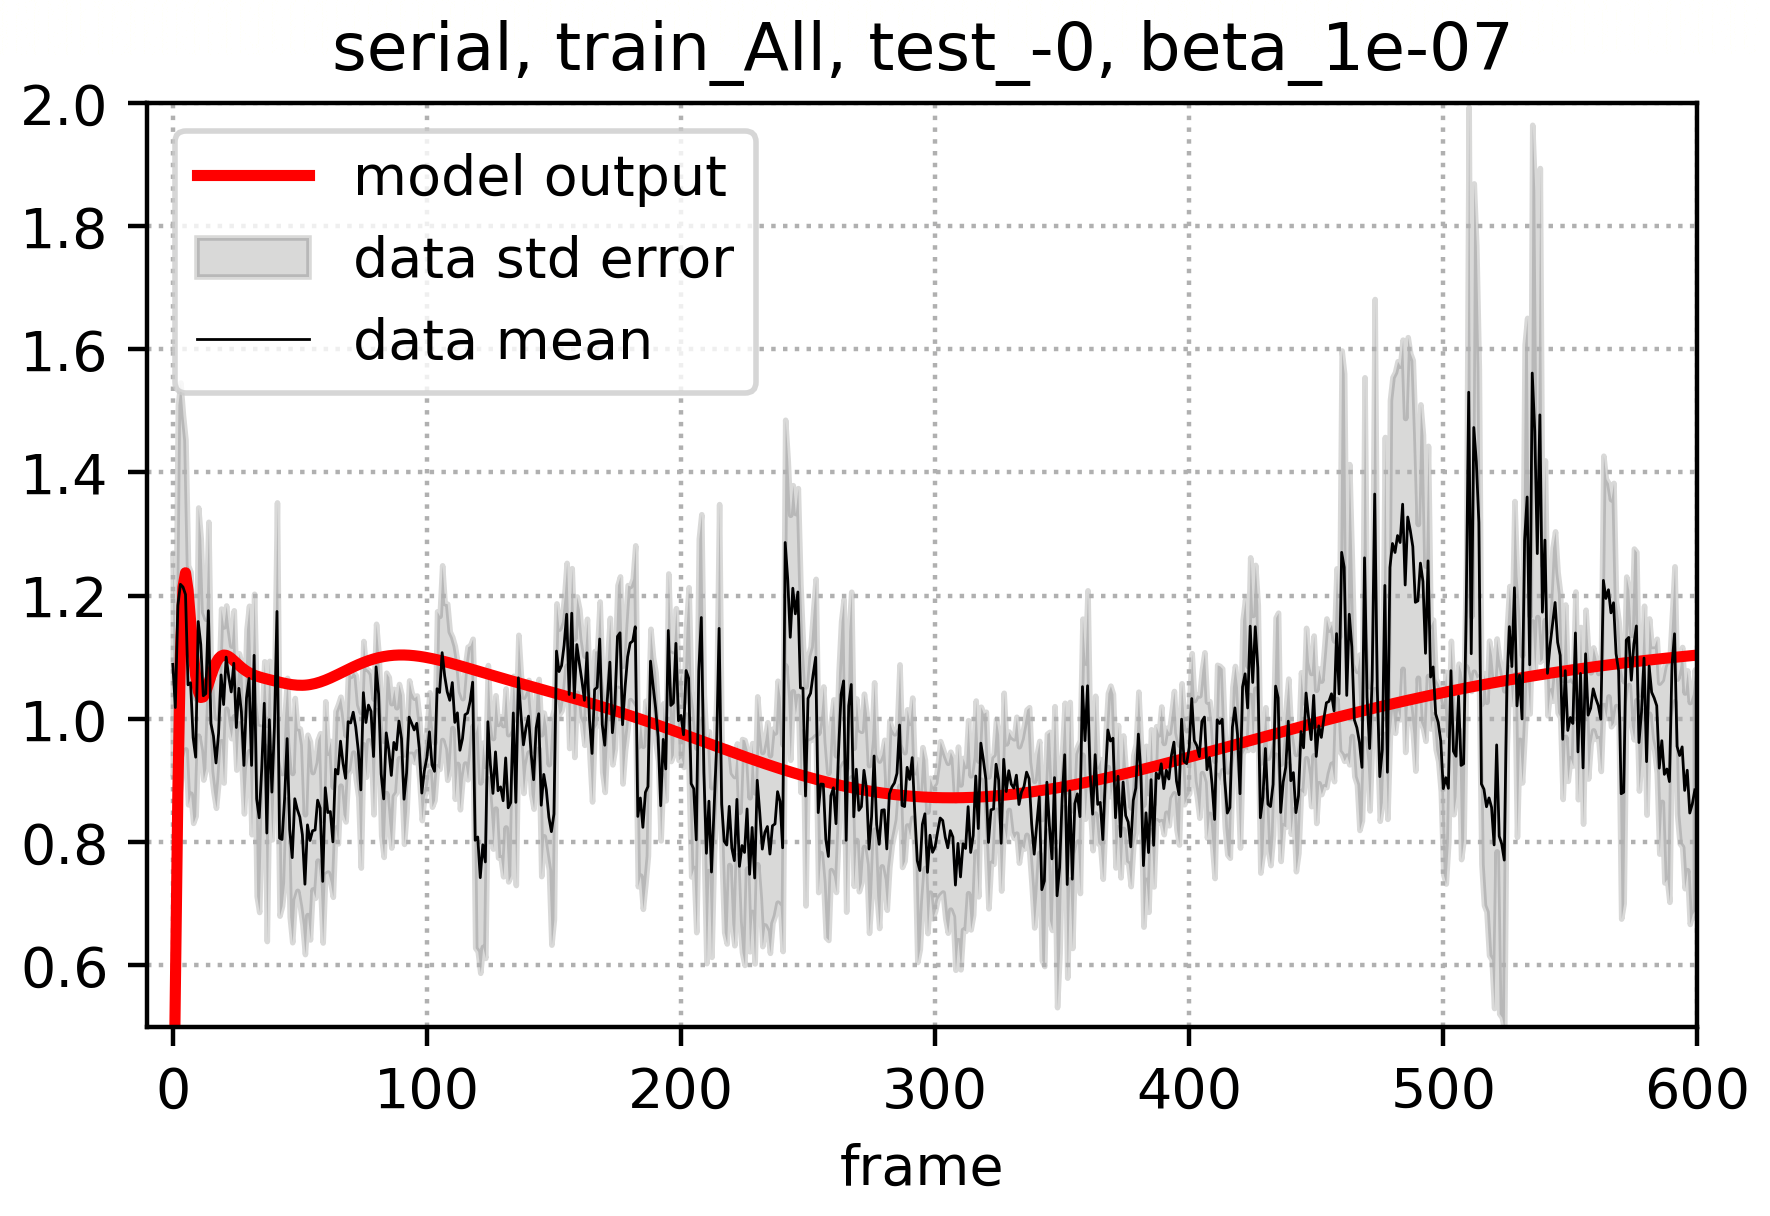 serial, train_All, test_-0, beta_1e-07
2.0
1.8
1.6
1.4
1.2
1.0
0.8
0.6
model output
data std error
data mean
0 100 200 300 400 500 600
frame